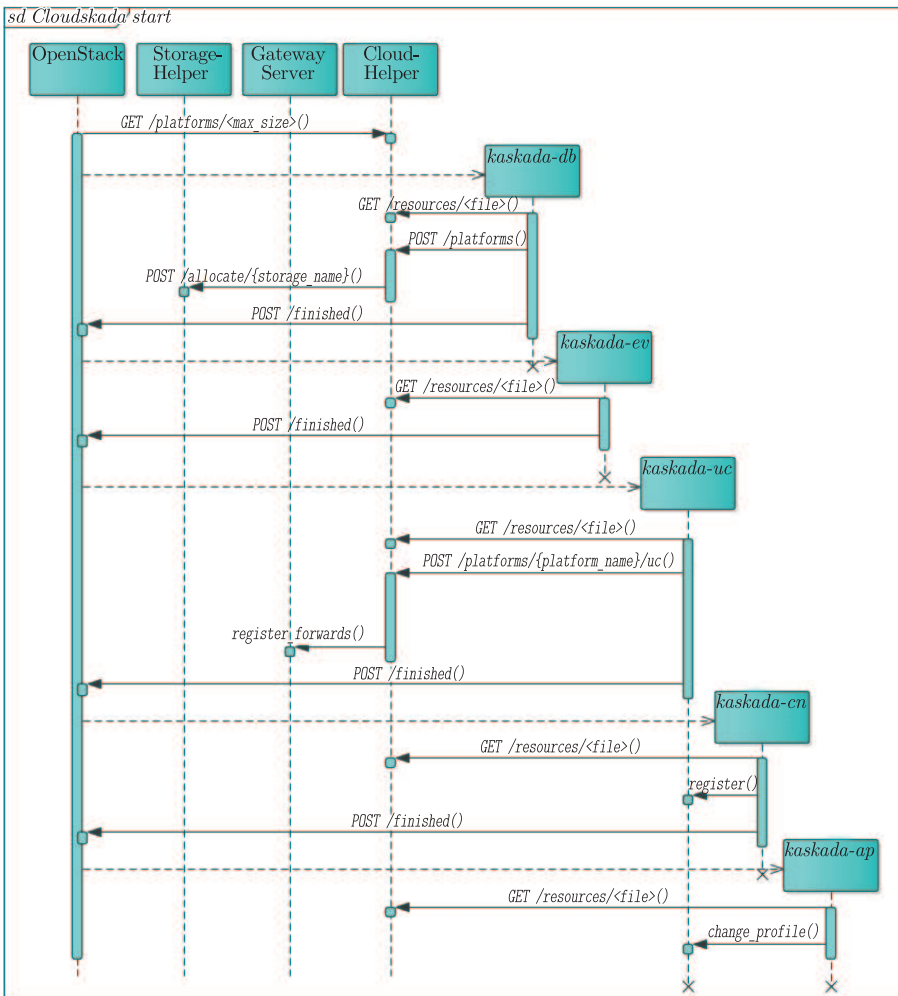 sd Cloudskada start
OpenStack
Storage-
Helper
Gateway
Server
Cloud-
Helper
GET /platforms/<max_size>()
kaskada-db
GET /resources/<file>()
POST /platforms()
POST /allocate/{storage_name}()
POST /finished()
kaskada-ev
GET /resources/<file>()
POST /finished()
kaskada-uc
GET /resources/<file>()
POST /platforms/{platform_name}/uc()
register_forwards()
POST /finished()
kaskada-cn
GET /resources/<file>()
register()
POST /finished()
kaskada-ap
GET /resources/<file>()
change_profile()